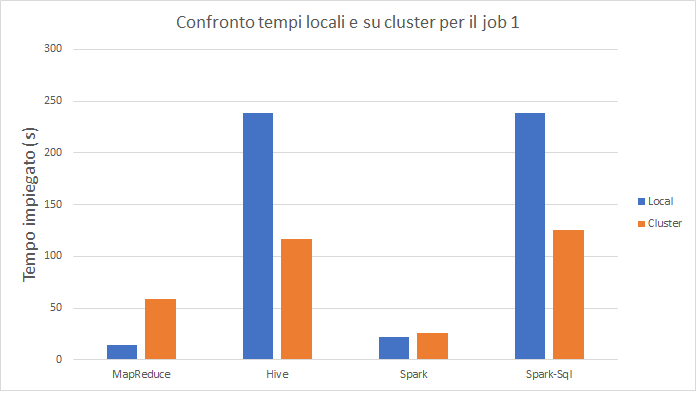 Confronto tempi locali e su cluster per il job 1
300
250
200
150
100
50
0
Tempo impiegato (s)
MapReduce
Hive
Spark
Spark-Sql
Local
Cluster